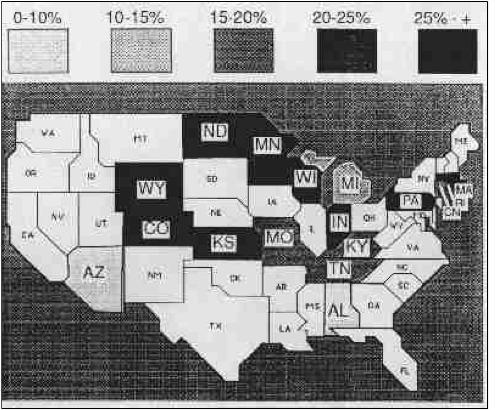 0-10% 10-15% 15-20% 20-25% 25% - +
WA MT ND MN ME
OR ID WY SD WI MI NY MA
RI
CN
NV UT CO NE IA IL IN OH PA
CA KS MO KY WV VA
AZ NM OK AR TN NC
SC
TX LA MS AL GA
FL